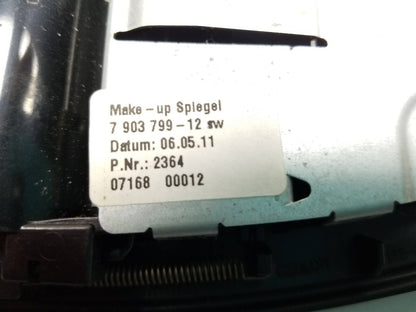 Make-up Spiegel
7 903 799-12 sw
Datum: 06.05.11
P.Nr.: 2364
07168 00012